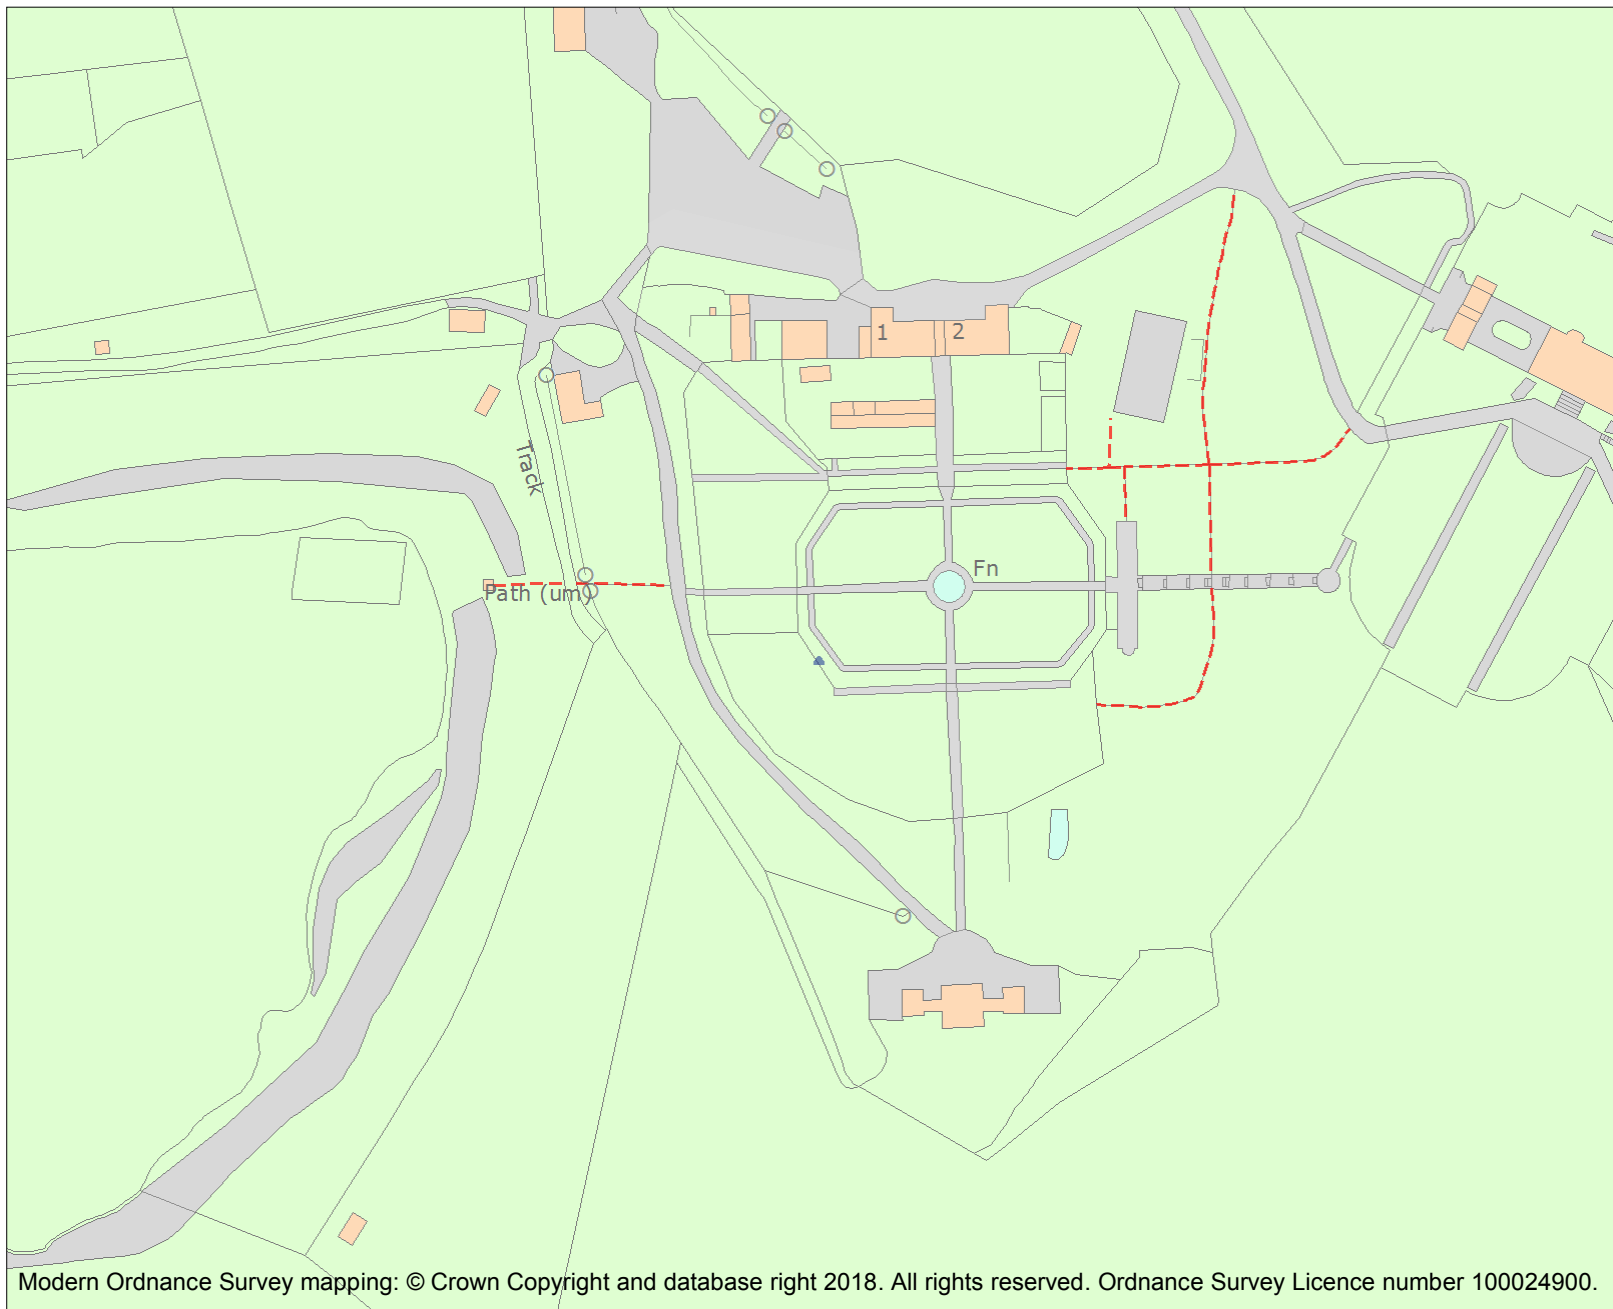 1
2
Track
Fn
Path (um)
Modern Ordnance Survey mapping: © Crown Copyright and database right 2018. All rights reserved. Ordnance Survey Licence number 100024900.